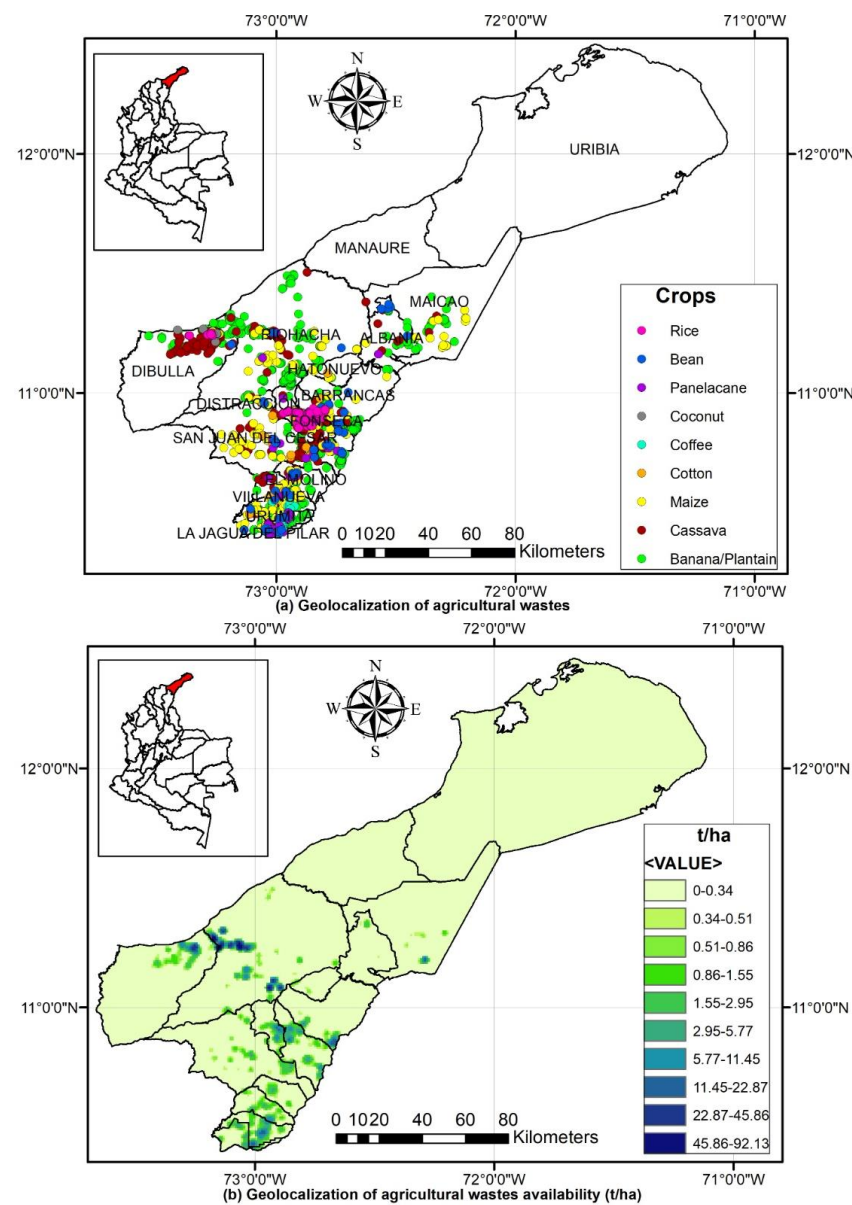 73°0'0"W 72°0'0"W 71°0'0"W
N
W E
S
12°0'0"N 12°0'0"N
URIBIA
MANAURE
MAICAO
Crops
RIOHACHA
ALBANIA
Rice
Bean
HATONUEVO
DIBULLA
Panelacane
11°0'0"N 11°0'0"N
BARRANCAS
DISTRACCION
Coconut
FONSECA
SAN JUAN DEL CESAR
Coffee
Cotton
EL MOLINO
VILLANUEVA
Maize
URUMITA
LA JAGUA DEL PILAR
Cassava
0 10 20 40 60 80
Kilometers
Banana/Plantain
73°0'0"W 72°0'0"W 71°0'0"W
(a) Geolocalization of agricultural wastes
73°0'0"W 72°0'0"W 71°0'0"W
N
W E
S
12°0'0"N 12°0'0"N
t/ha
<VALUE>
0-0.34
0.34-0.51
0.51-0.86
0.86-1.55
11°0'0"N 11°0'0"N
1.55-2.95
2.95-5.77
5.77-11.45
11.45-22.87
22.87-45.86
45.86-92.13
0 10 20 40 60 80
Kilometers
73°0'0"W 72°0'0"W 71°0'0"W
(b) Geolocalization of agricultural wastes availability (t/ha)